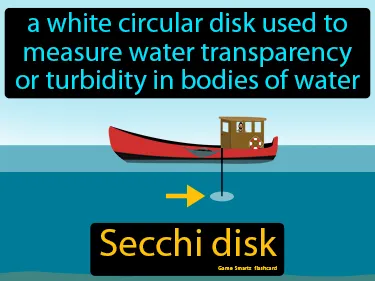 a white circular disk used to
measure water transparency
or turbidity in bodies of water
Secchi disk
Game Smartz flashcard